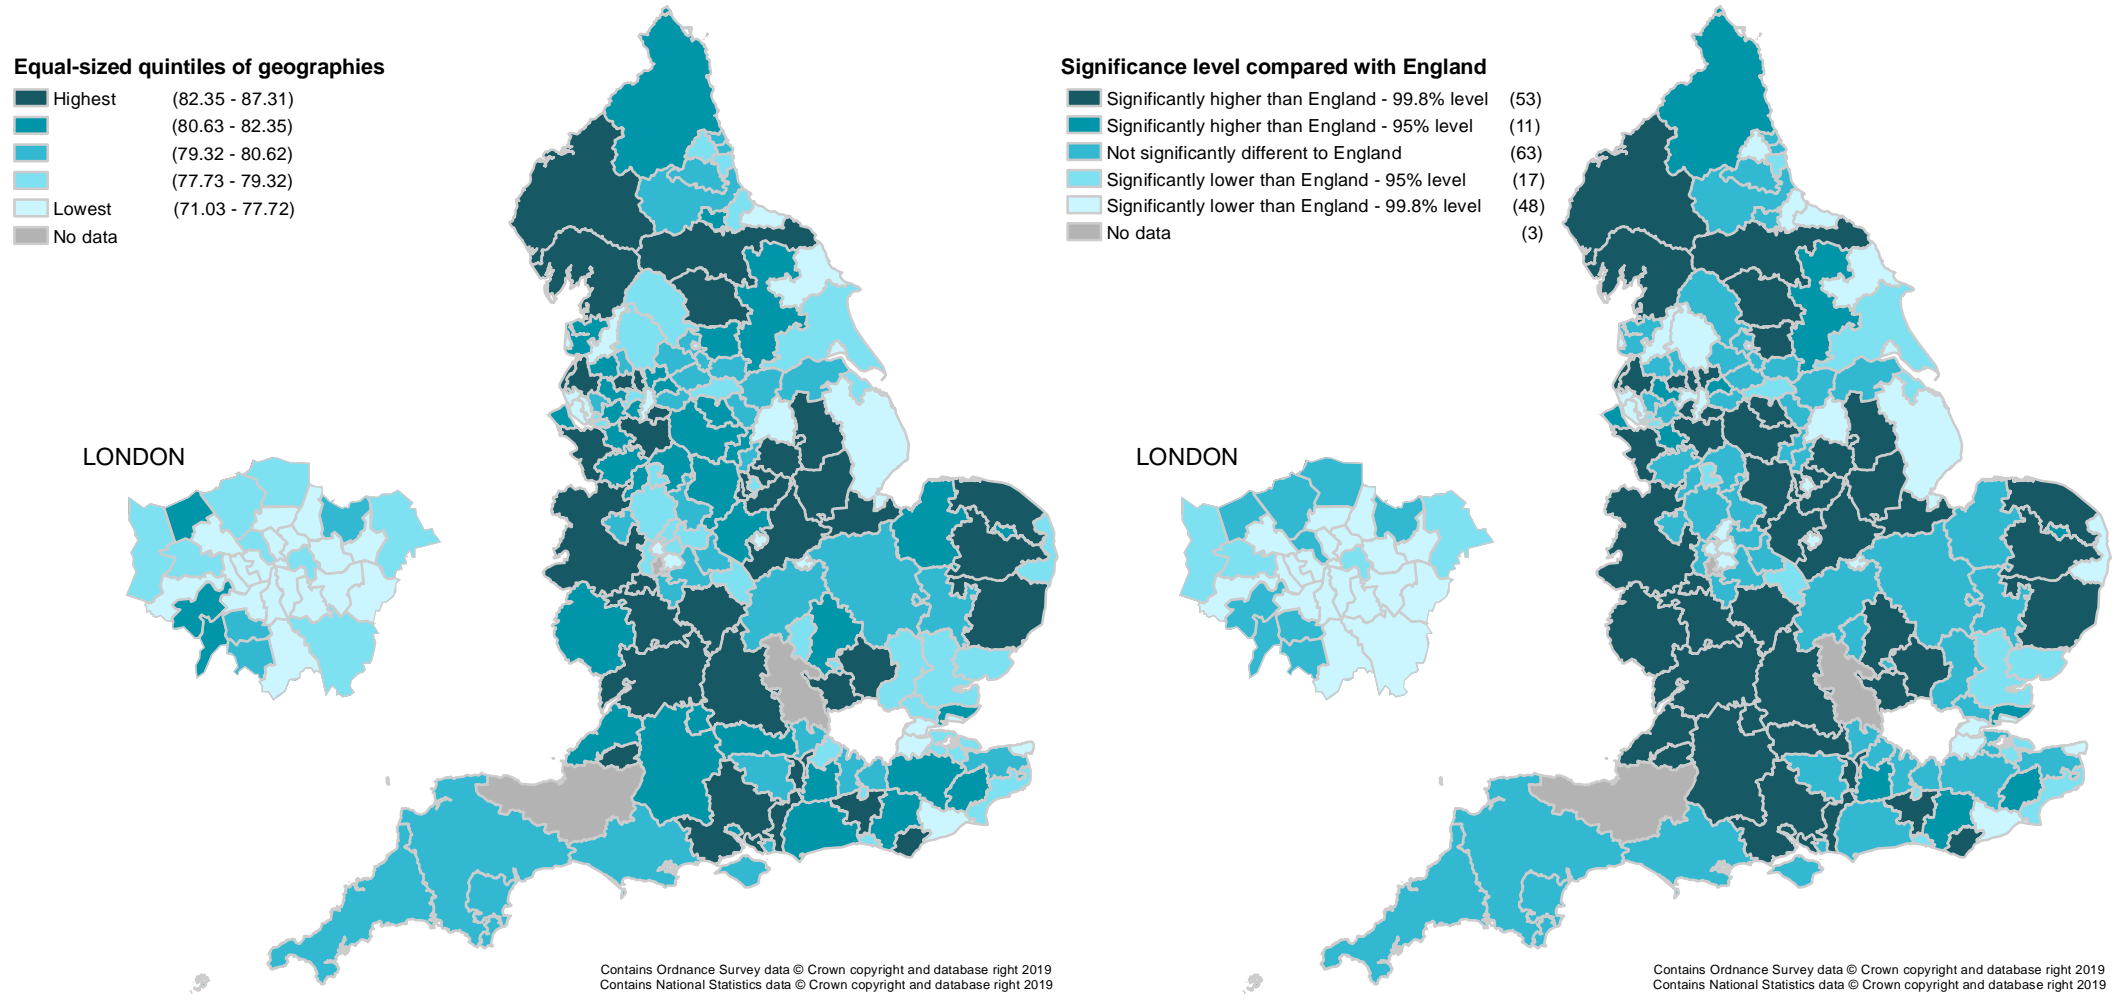 Equal-sized quintiles of geographies
Highest (82.35 - 87.31)
(80.63 - 82.35)
(79.32 - 80.62)
(77.73 - 79.32)
Lowest (71.03 - 77.72)
No data
LONDON
Contains Ordnance Survey data © Crown copyright and database right 2019
Contains National Statistics data © Crown copyright and database right 2019
Significance level compared with England
Significantly higher than England - 99.8% level (53)
Significantly higher than England - 95% level (11)
Not significantly different to England (63)
Significantly lower than England - 95% level (17)
Significantly lower than England - 99.8% level (48)
No data (3)
LONDON
Contains Ordnance Survey data © Crown copyright and database right 2019
Contains National Statistics data © Crown copyright and database right 2019